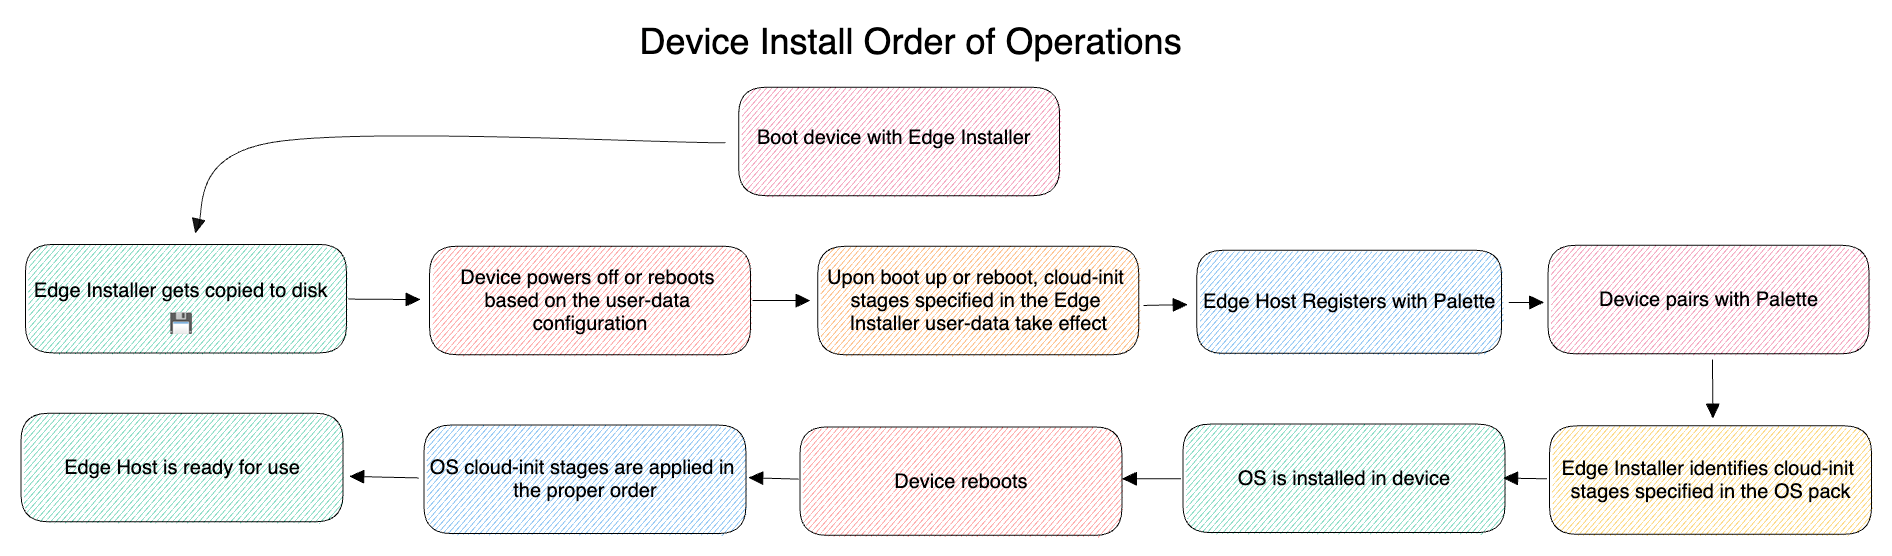 Device Install Order of Operations
Boot device with Edge Installer
Edge Installer gets copied to disk
Device powers off or reboots
based on the user-data
configuration
Upon boot up or reboot, cloud-init
stages specified in the Edge
Installer user-data take effect
Edge Host Registers with Palette
Device pairs with Palette
Edge Installer identifies cloud-init
stages specified in the OS pack
OS is installed in device
Device reboots
OS cloud-init stages are applied in
the proper order
Edge Host is ready for use